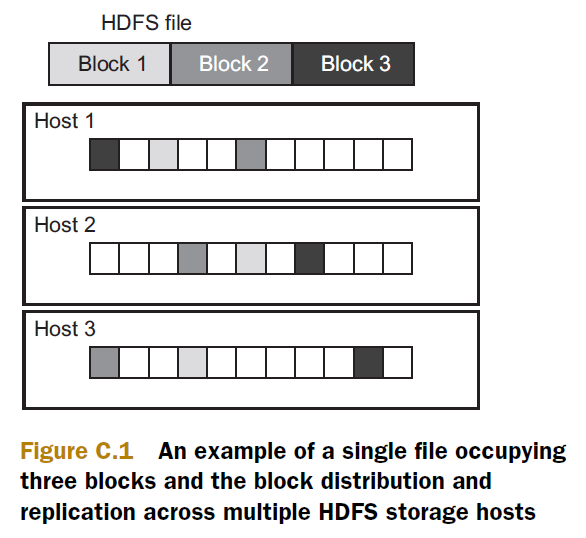 HDFS file
Block 1 Block 2 Block 3
Host 1
Host 2
Host 3
Figure C.1 An example of a single file occupying
three blocks and the block distribution and
replication across multiple HDFS storage hosts